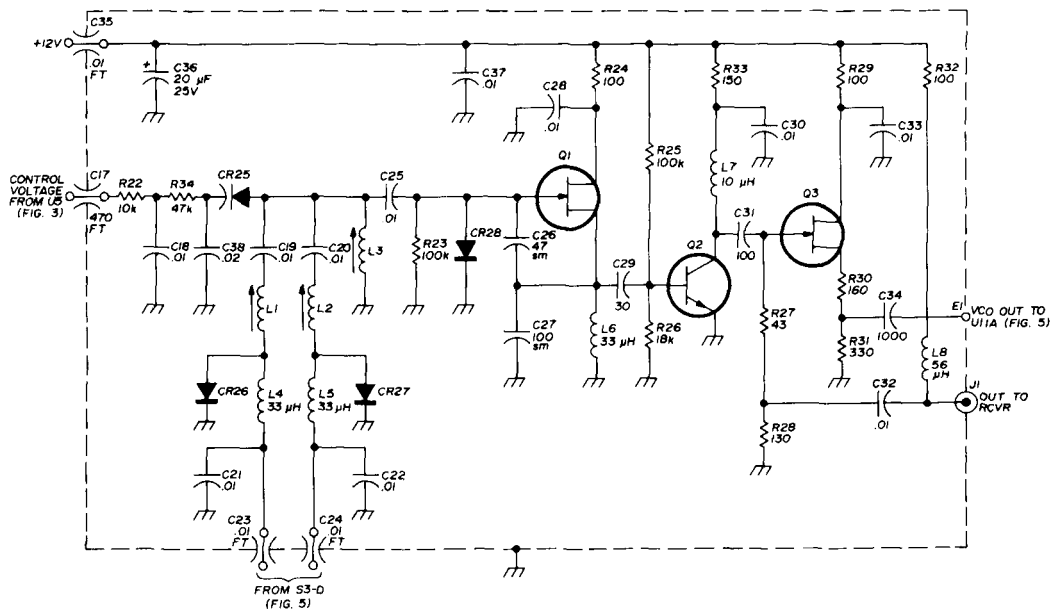 C35
+12V
.01
FT
C36
20 µF
25V
+
C37
.01
R24
100
C28
.01
Q1
R25
100k
R33
150
C30
.01
L7
10 µH
R29
100
C33
.01
R32
100
C17
CONTROL
VOLTAGE
FROM U5
(FIG. 3)
470
FT
R22
10k
R34
47k
CR25
C18
.01
C38
.02
C19
.01
C20
.01
L3
C25
.01
R23
100k
CR28
C26
47
sm
C27
100
sm
C29
30
L6
33 µH
R26
18k
Q2
C31
100
Q3
R27
43
R30
160
C34
1000
E1
VCO OUT TO
U11A (FIG. 5)
R31
330
L8
56
µH
J1
OUT TO
RCVR
C32
.01
R28
130
L1
L2
CR26
L4
33 µH
L5
33 µH
CR27
C21
.01
C22
.01
C23
.01
FT
C24
.01
FT
FROM S3-D
(FIG. 5)